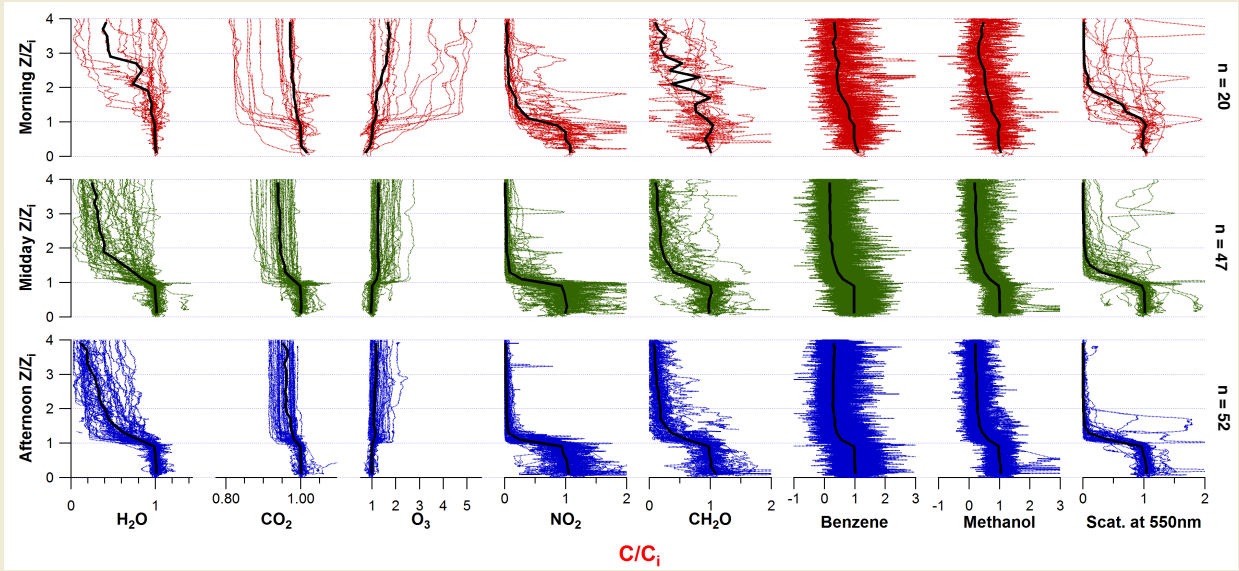 4
3
2
1
0
Morning Z/Zi
n = 20
4
3
2
1
0
Midday Z/Zi
n = 47
4
3
2
1
0
Afternoon Z/Zi
n = 52
0 1
0.80 1.00
1 2 3 4 5
0 1 2
0 1 2
-1 0 1 2 3
-1 0 1 2 3
0 1 2
H2O CO2 O3 NO2 CH2O Benzene Methanol Scat. at 550nm
C/Ci